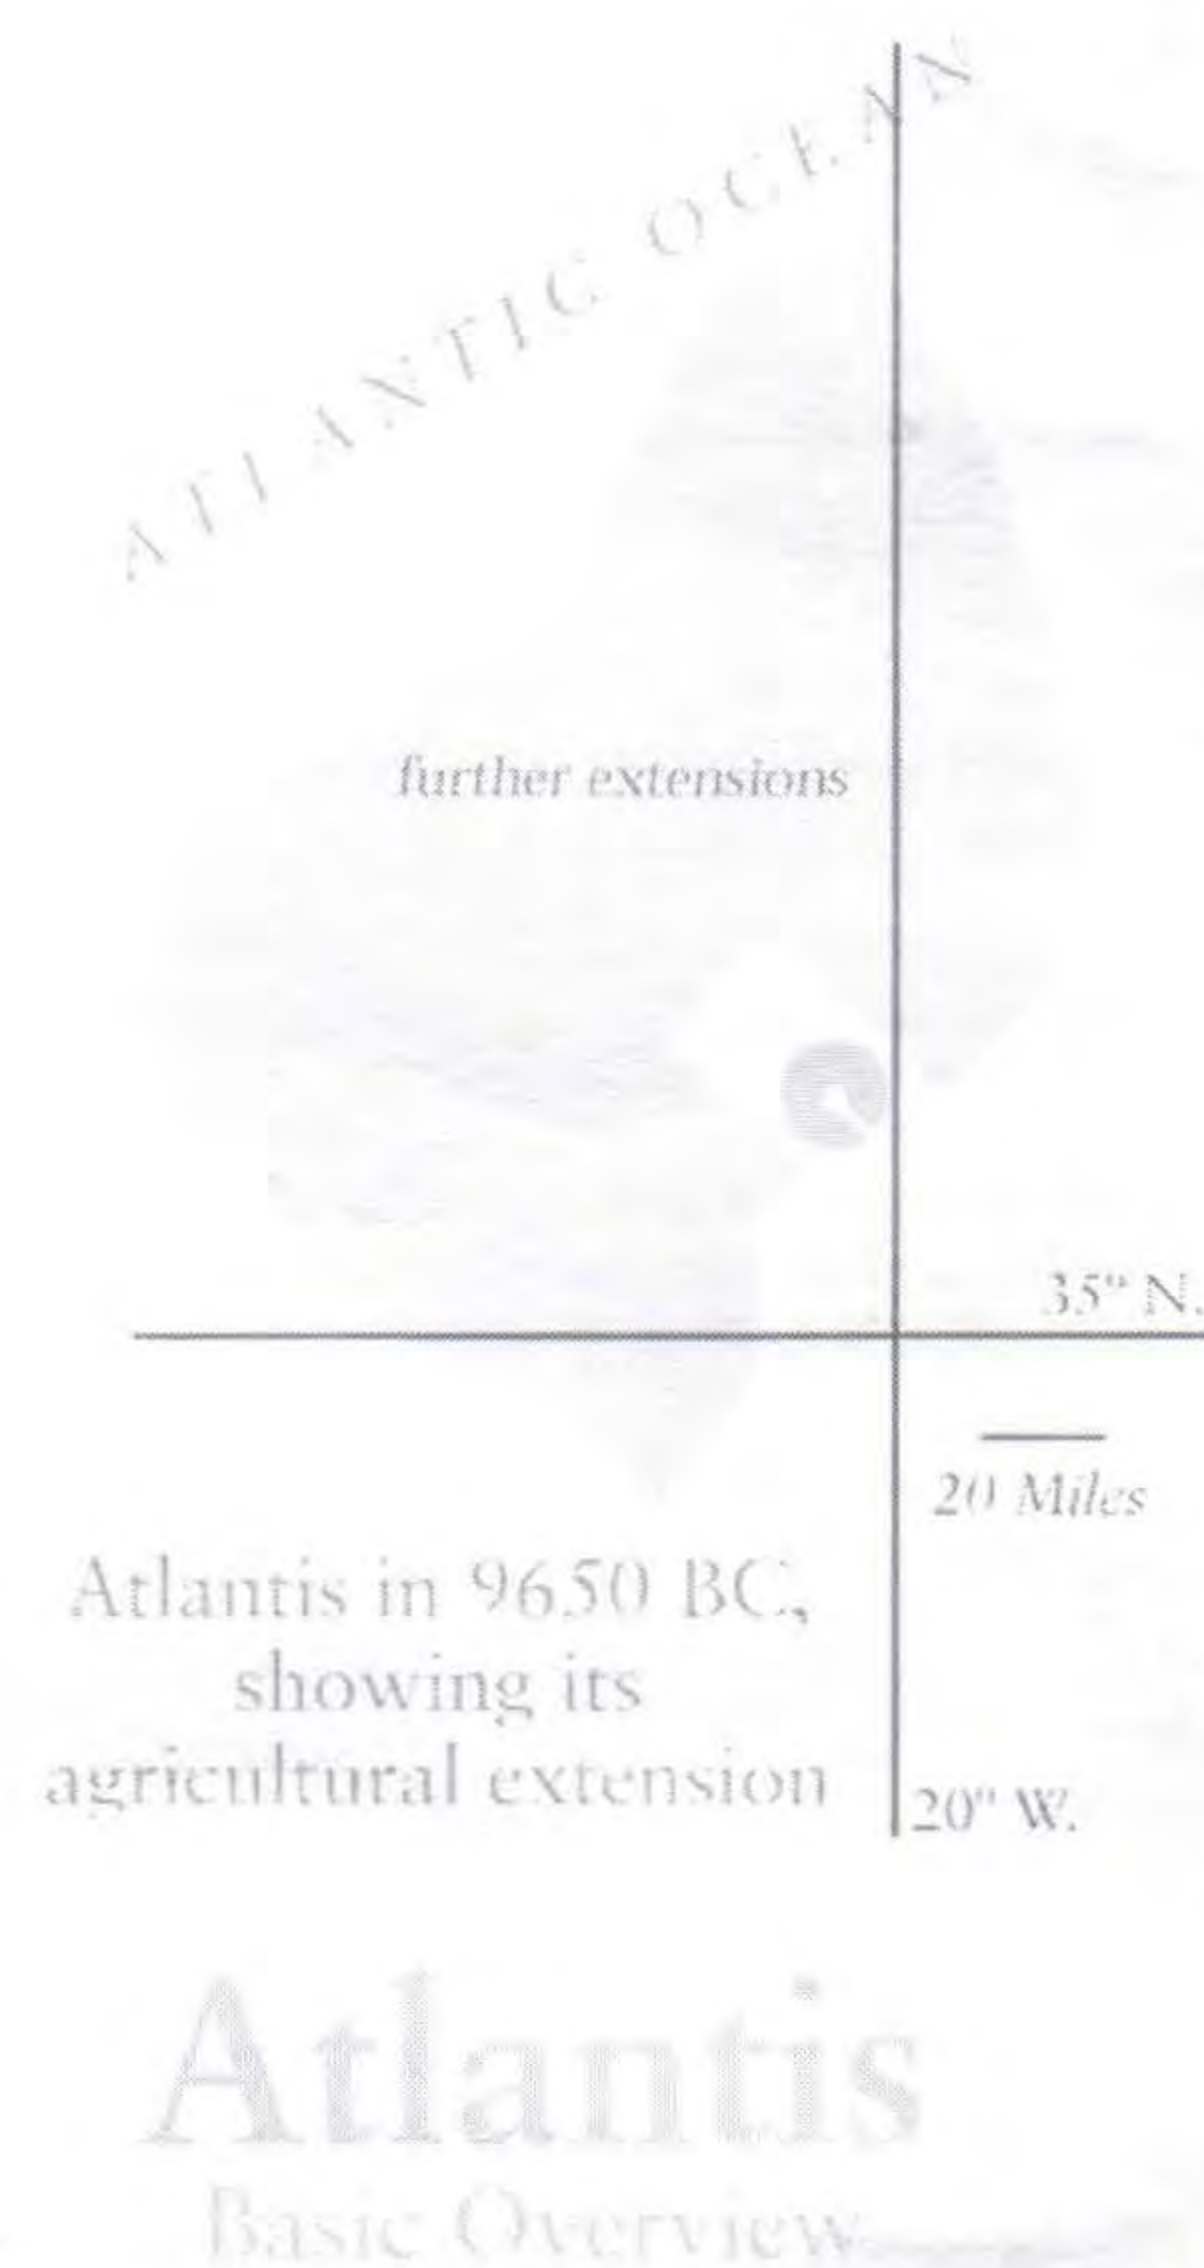 ATLANTIC OCEAN
further extensions
35° N.
20 Miles
Atlantis in 9650 BC,
showing its
agricultural extension
20° W.
Atlantis
Basic Overview